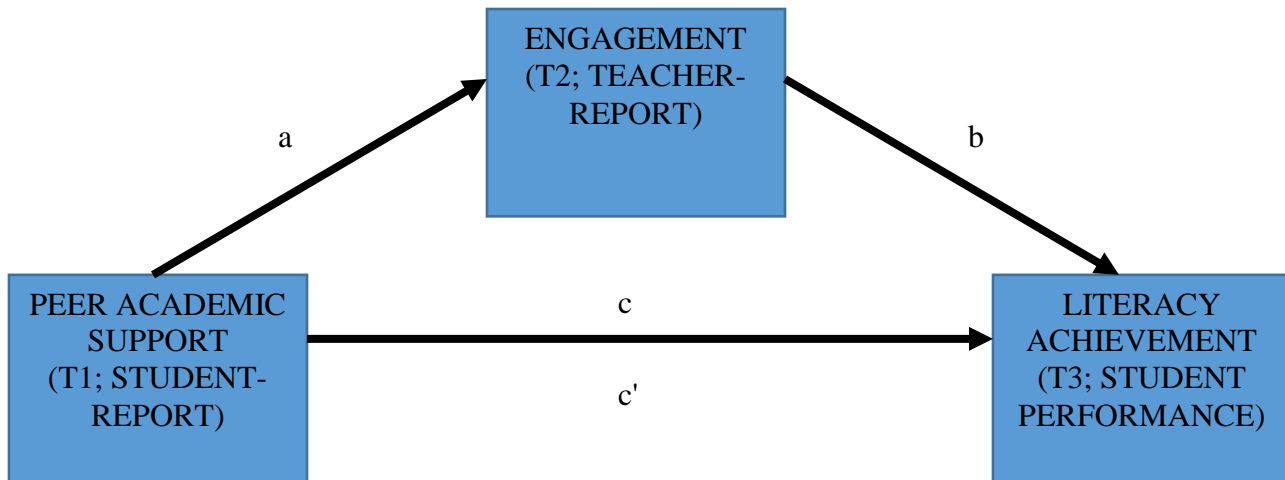 ENGAGEMENT
(T2; TEACHER-
REPORT)
a
b
PEER ACADEMIC
SUPPORT
(T1; STUDENT-
REPORT)
c
c'
LITERACY
ACHIEVEMENT
(T3; STUDENT
PERFORMANCE)